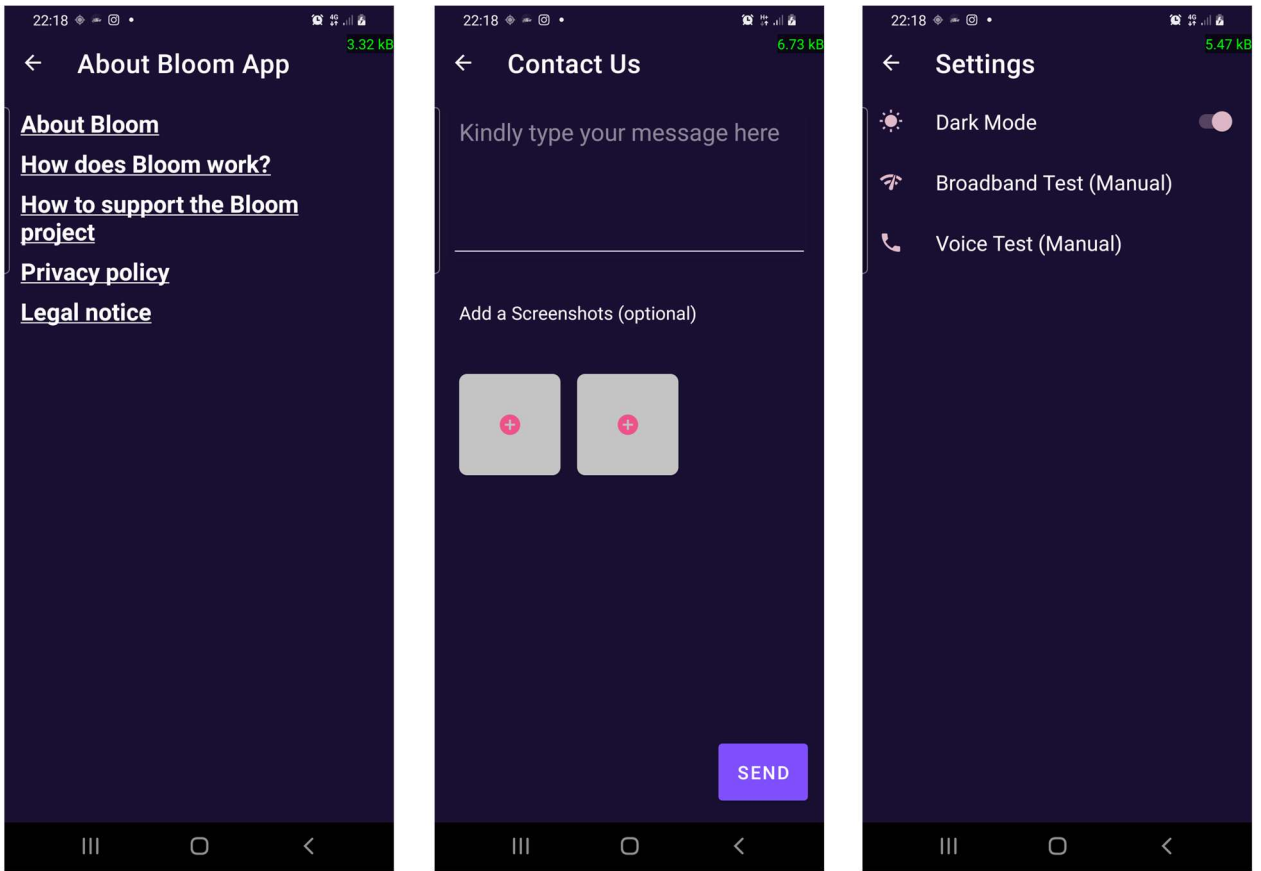 22:18
3.32 kB
About Bloom App
About Bloom
How does Bloom work?
How to support the Bloom
project
Privacy policy
Legal notice
22:18
6.73 kB
Contact Us
Kindly type your message here
Add a Screenshots (optional)
SEND
22:18
5.47 kB
Settings
Dark Mode
Broadband Test (Manual)
Voice Test (Manual)